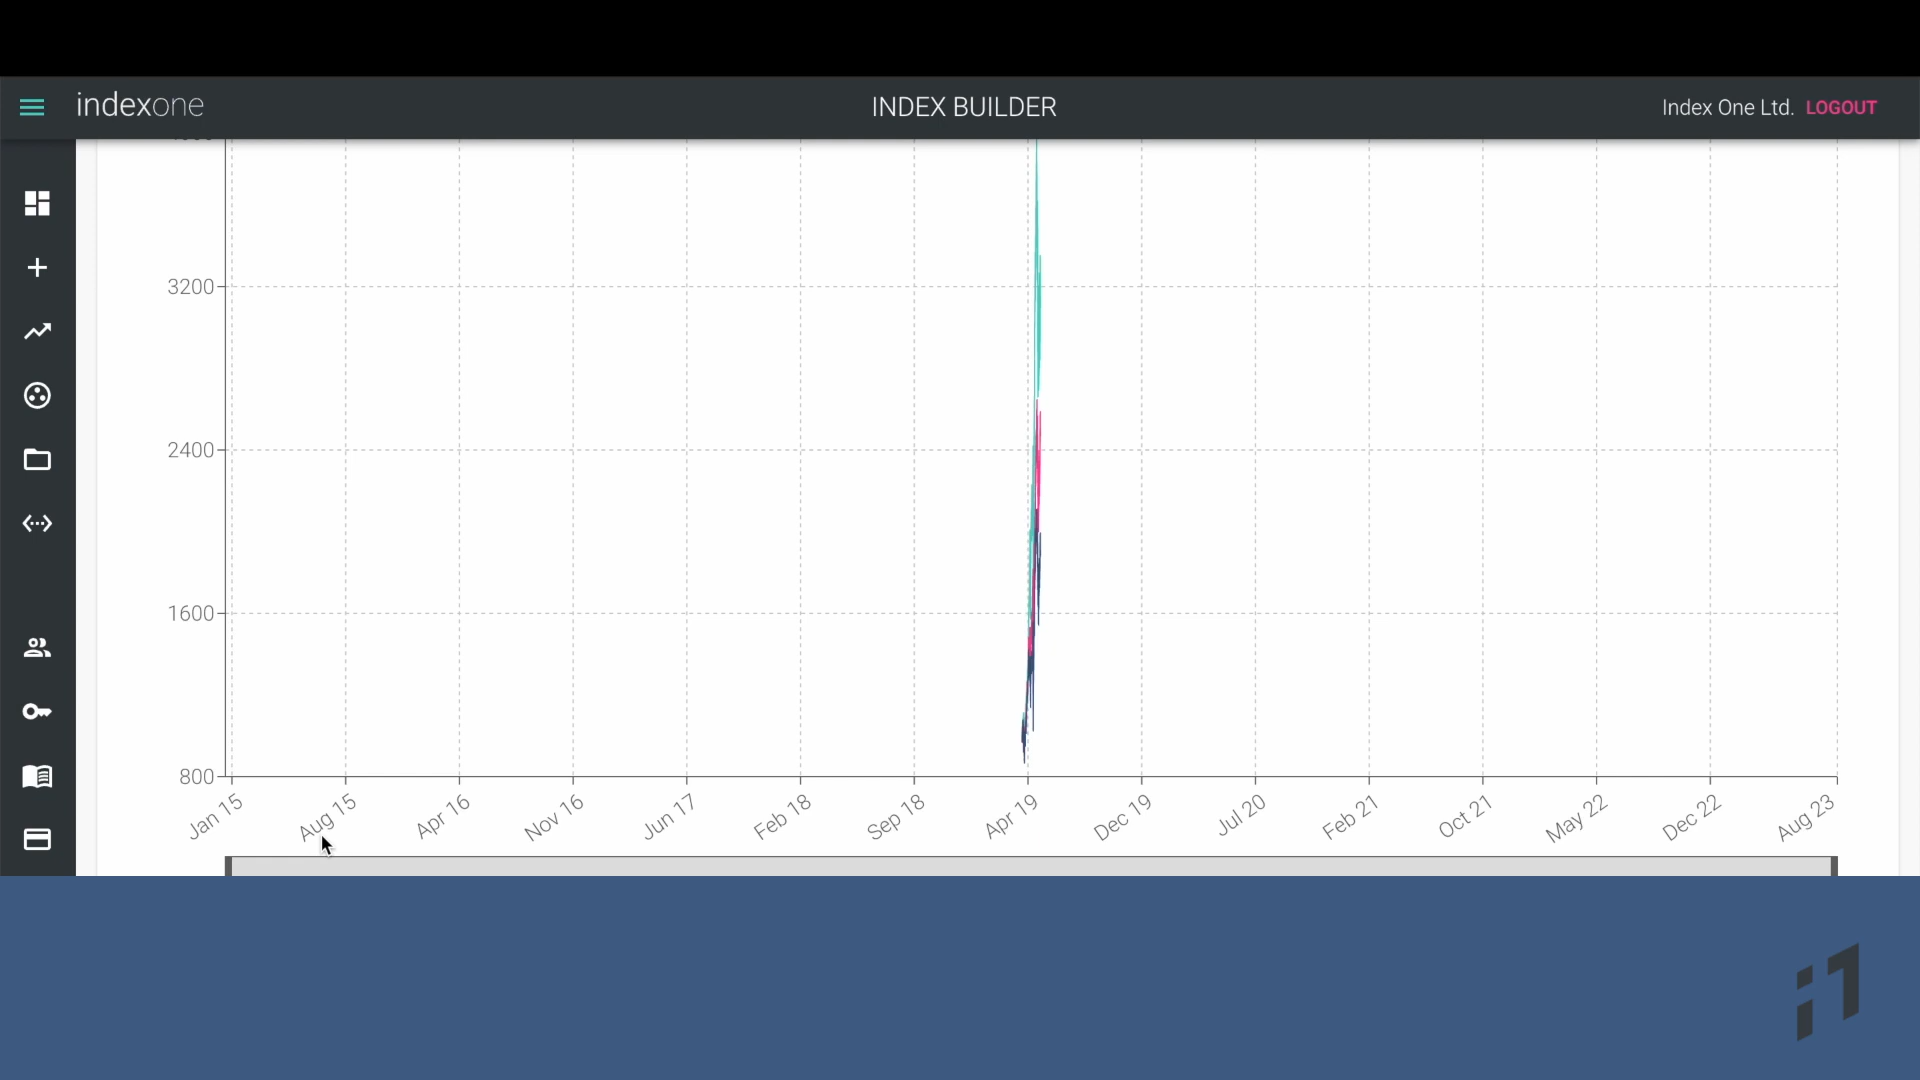 indexone
INDEX BUILDER
Index One Ltd. LOGOUT
3200
2400
1600
800
Jan 15
Aug 15
Apr 16
Nov 16
Jun 17
Feb 18
Sep 18
Apr 19
Dec 19
Jul 20
Feb 21
Oct 21
May 22
Dec 22
Aug 23
i1